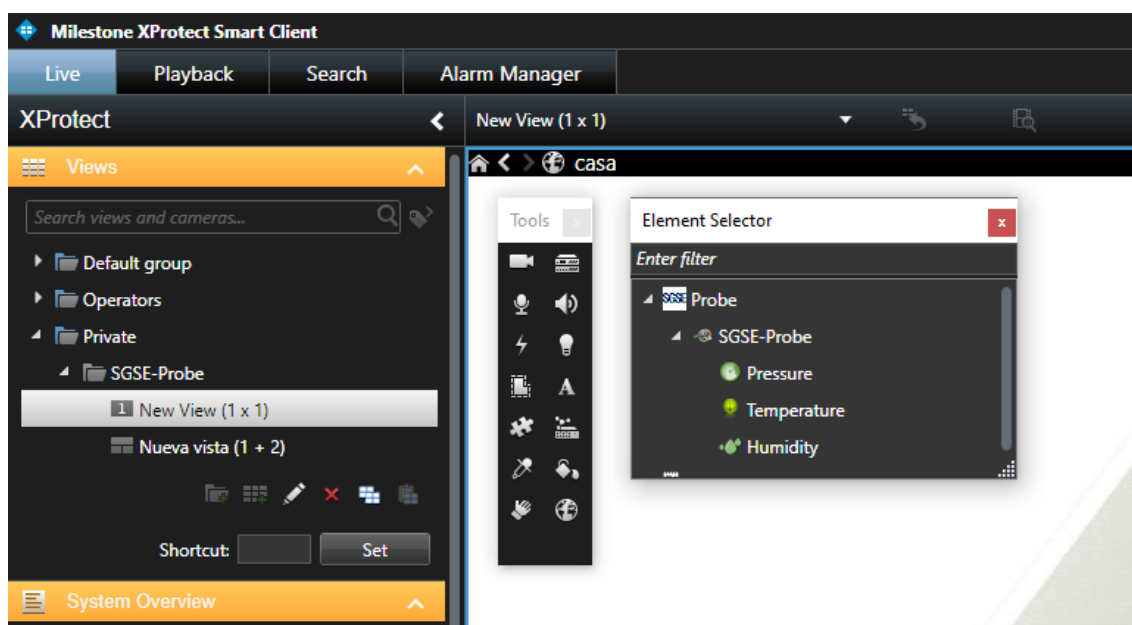 Milestone XProtect Smart Client
Live Playback Search Alarm Manager
XProtect
New View (1 x 1)
Views
casa
Search views and cameras...
Tools
x
Element Selector
x
Enter filter
Default group
Operators
Private
SGSE-Probe
1 New View (1 x 1)
Nueva vista (1 + 2)
SGSE Probe
SGSE-Probe
Pressure
Temperature
Humidity
A
Shortcut:
Set
System Overview